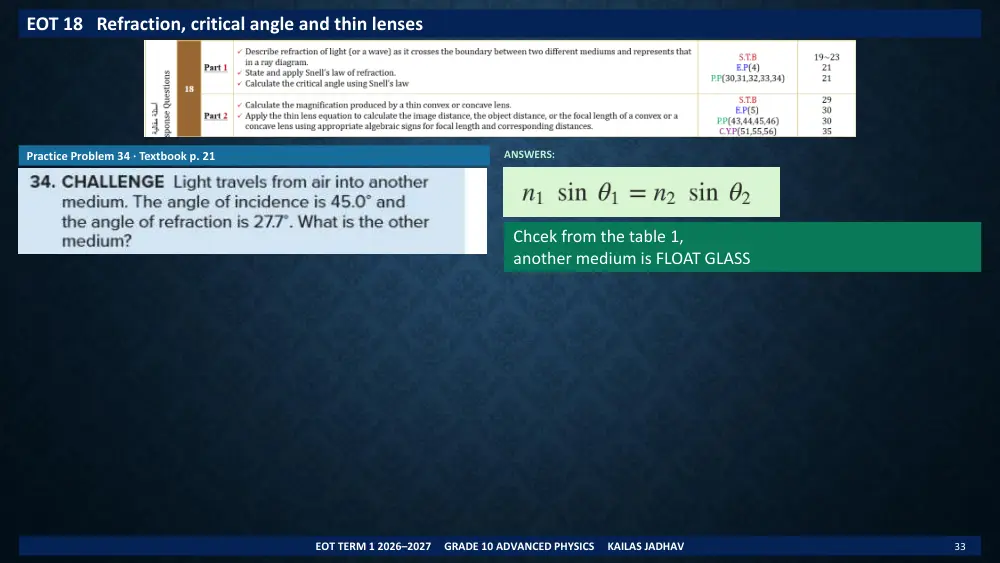 EOT 18 Refraction, critical angle and thin lenses
sponse Questions
18
Part 1
✓ Describe refraction of light (or a wave) as it crosses the boundary between two different mediums and represents that
in a ray diagram.
✓ State and apply Snell's law of refraction.
✓ Calculate the critical angle using Snell's law
S.T.B
E.P(4)
P.P(30,31,32,33,34)
19~23
21
21
Part 2
✓ Calculate the magnification produced by a thin convex or concave lens.
✓ Apply the thin lens equation to calculate the image distance, the object distance, or the focal length of a convex or a
concave lens using appropriate algebraic signs for focal length and corresponding distances.
S.T.B
E.P(5)
P.P(43,44,45,46)
C.Y.P(51,55,56)
29
30
30
35
Practice Problem 34 · Textbook p. 21
34. CHALLENGE Light travels from air into another
medium. The angle of incidence is 45.0° and
the angle of refraction is 27.7°. What is the other
medium?
ANSWERS:
n₁ sin θ₁ = n₂ sin θ₂
Chcek from the table 1,
another medium is FLOAT GLASS
EOT TERM 1 2026–2027 GRADE 10 ADVANCED PHYSICS KAILAS JADHAV
33